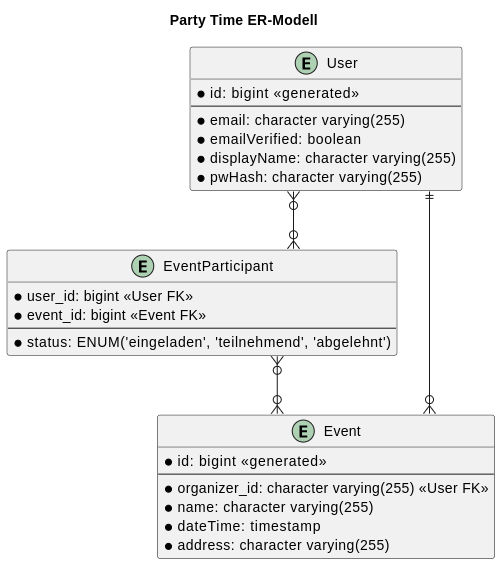 Party Time ER-Modell
E User
id: bigint «generated»
email: character varying(255)
emailVerified: boolean
displayName: character varying(255)
pwHash: character varying(255)
E EventParticipant
user_id: bigint «User FK»
event_id: bigint «Event FK»
status: ENUM('eingeladen', 'teilnehmend', 'abgelehnt')
E Event
id: bigint «generated»
organizer_id: character varying(255) «User FK»
name: character varying(255)
dateTime: timestamp
address: character varying(255)